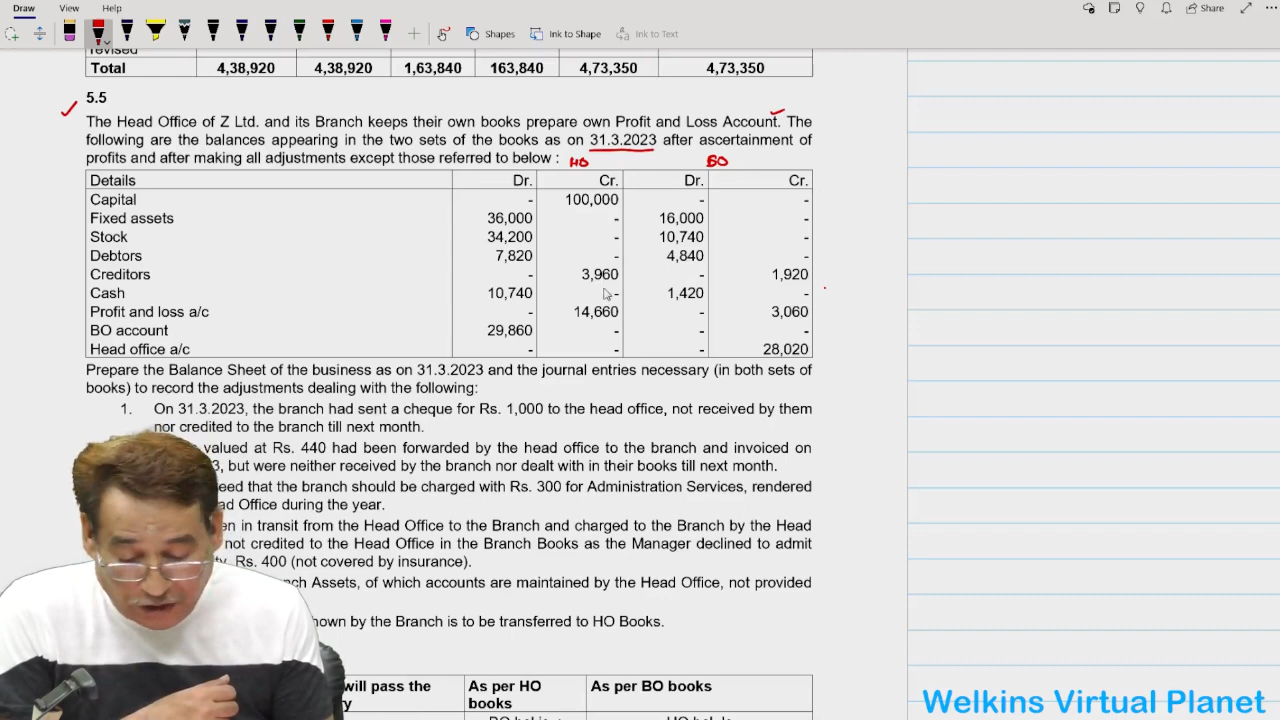 Draw View Help
Share
Shapes Ink to Shape Ink to Text
revised
Total 4,38,920 4,38,920 1,63,840 163,840 4,73,350 4,73,350
5.5
The Head Office of Z Ltd. and its Branch keeps their own books prepare own Profit and Loss Account. The
following are the balances appearing in the two sets of the books as on 31.3.2023 after ascertainment of
profits and after making all adjustments except those referred to below :
HO BO
Details Dr. Cr. Dr. Cr.
Capital - 100,000 - -
Fixed assets 36,000 - 16,000 -
Stock 34,200 - 10,740 -
Debtors 7,820 - 4,840 -
Creditors - 3,960 - 1,920
Cash 10,740 - 1,420 -
Profit and loss a/c - 14,660 - 3,060
BO account 29,860 - - -
Head office a/c - - - 28,020
Prepare the Balance Sheet of the business as on 31.3.2023 and the journal entries necessary (in both sets of
books) to record the adjustments dealing with the following:
1. On 31.3.2023, the branch had sent a cheque for Rs. 1,000 to the head office, not received by them
nor credited to the branch till next month.
valued at Rs. 440 had been forwarded by the head office to the branch and invoiced on
3, but were neither received by the branch nor dealt with in their books till next month.
that the branch should be charged with Rs. 300 for Administration Services, rendered
Office during the year.
in transit from the Head Office to the Branch and charged to the Branch by the Head
not credited to the Head Office in the Branch Books as the Manager declined to admit
Rs. 400 (not covered by insurance).
Assets, of which accounts are maintained by the Head Office, not provided
by the Branch is to be transferred to HO Books.
will pass the As per HO As per BO books
books
Welkins Virtual Planet